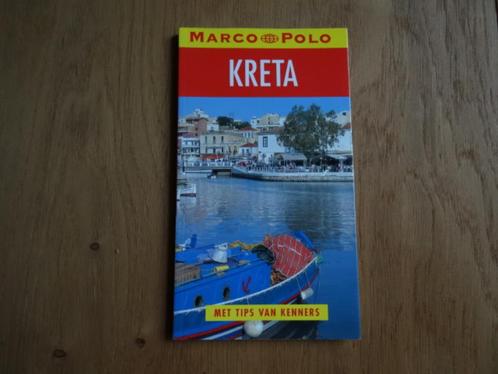 MARCO POLO
KRETA
MET TIPS VAN KENNERS